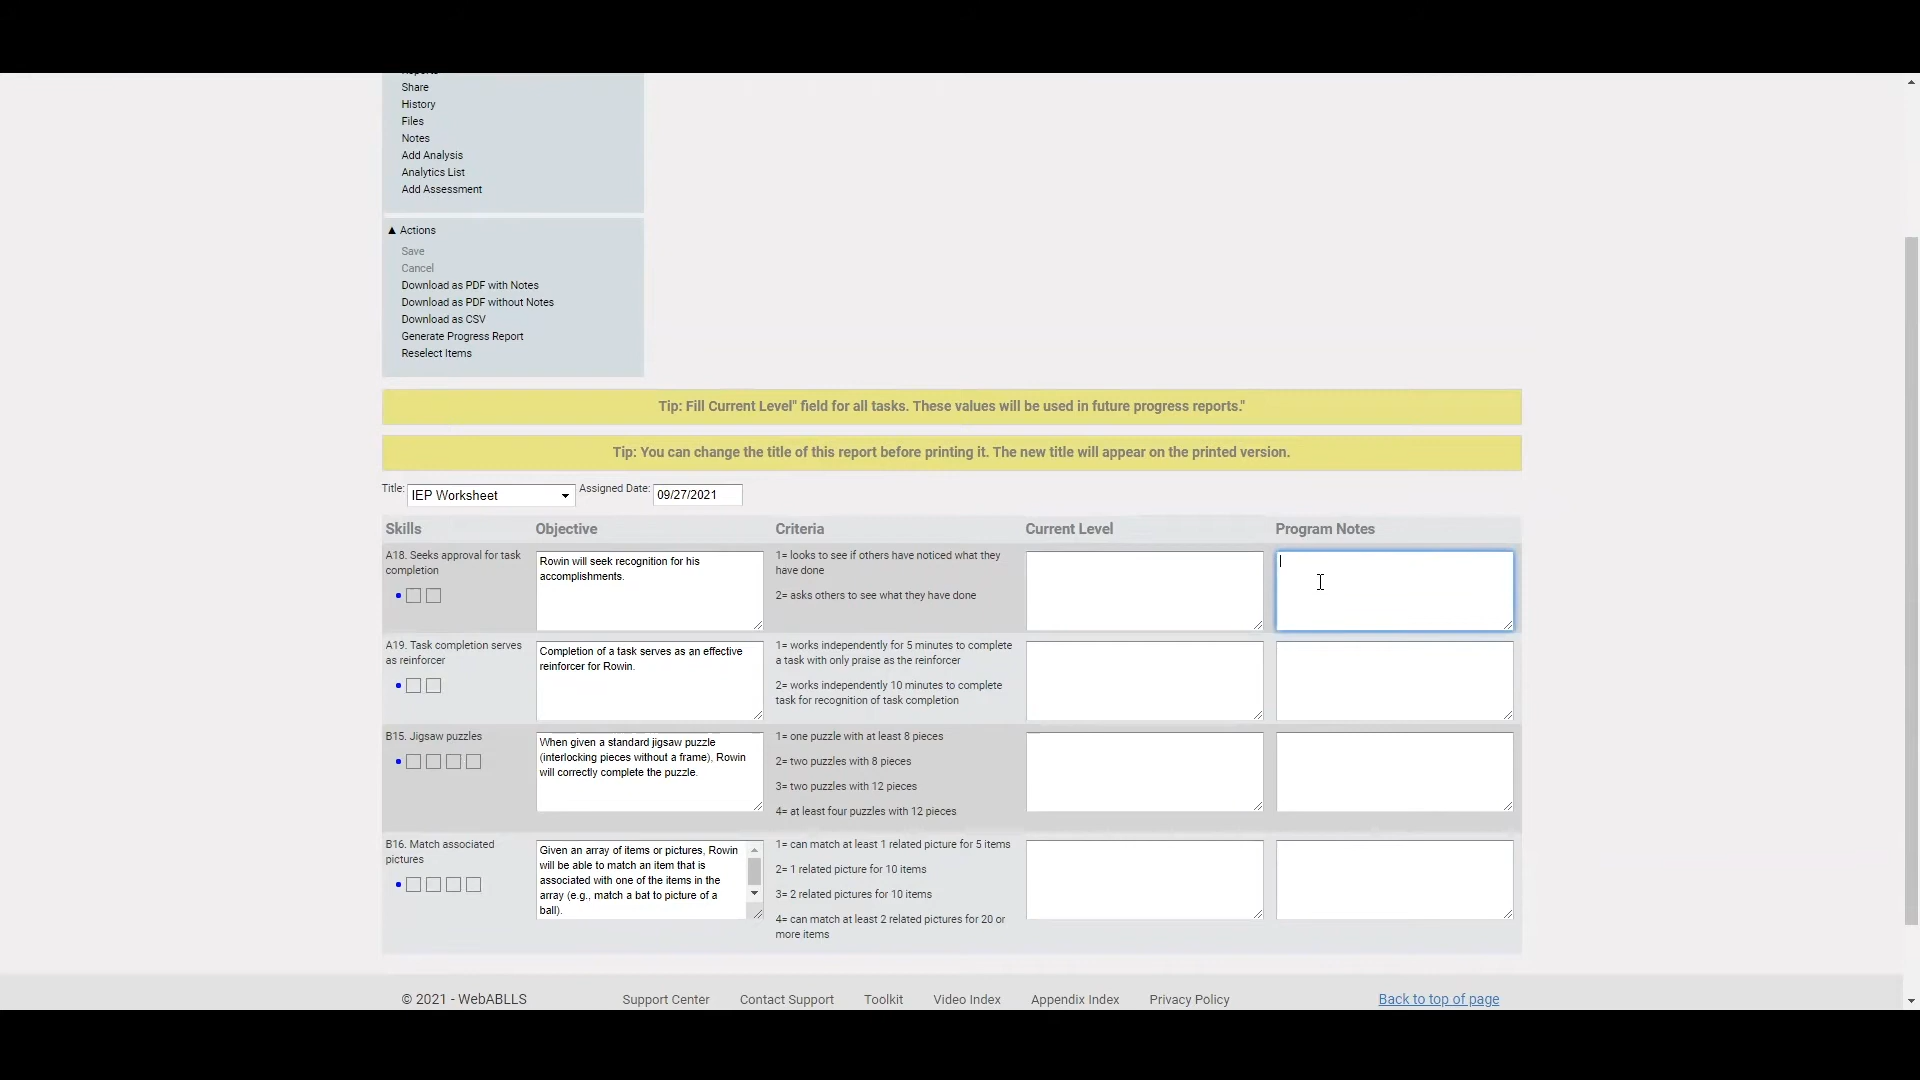 Reports
Share
History
Files
Notes
Add Analysis
Analytics List
Add Assessment
▲ Actions
Save
Cancel
Download as PDF with Notes
Download as PDF without Notes
Download as CSV
Generate Progress Report
Reselect Items
Tip: Fill Current Level" field for all tasks. These values will be used in future progress reports."
Tip: You can change the title of this report before printing it. The new title will appear on the printed version.
Title: IEP Worksheet Assigned Date: 09/27/2021
Skills Objective Criteria Current Level Program Notes
A18. Seeks approval for task
completion
Rowin will seek recognition for his
accomplishments.
1= looks to see if others have noticed what they
have done
2= asks others to see what they have done
A19. Task completion serves
as reinforcer
Completion of a task serves as an effective
reinforcer for Rowin.
1= works independently for 5 minutes to complete
a task with only praise as the reinforcer
2= works independently 10 minutes to complete
task for recognition of task completion
B15. Jigsaw puzzles
When given a standard jigsaw puzzle
(interlocking pieces without a frame), Rowin
will correctly complete the puzzle.
1= one puzzle with at least 8 pieces
2= two puzzles with 8 pieces
3= two puzzles with 12 pieces
4= at least four puzzles with 12 pieces
B16. Match associated
pictures
Given an array of items or pictures, Rowin
will be able to match an item that is
associated with one of the items in the
array (e.g., match a bat to picture of a
ball).
1= can match at least 1 related picture for 5 items
2= 1 related picture for 10 items
3= 2 related pictures for 10 items
4= can match at least 2 related pictures for 20 or
more items
© 2021 - WebABLLS Support Center Contact Support Toolkit Video Index Appendix Index Privacy Policy Back to top of page